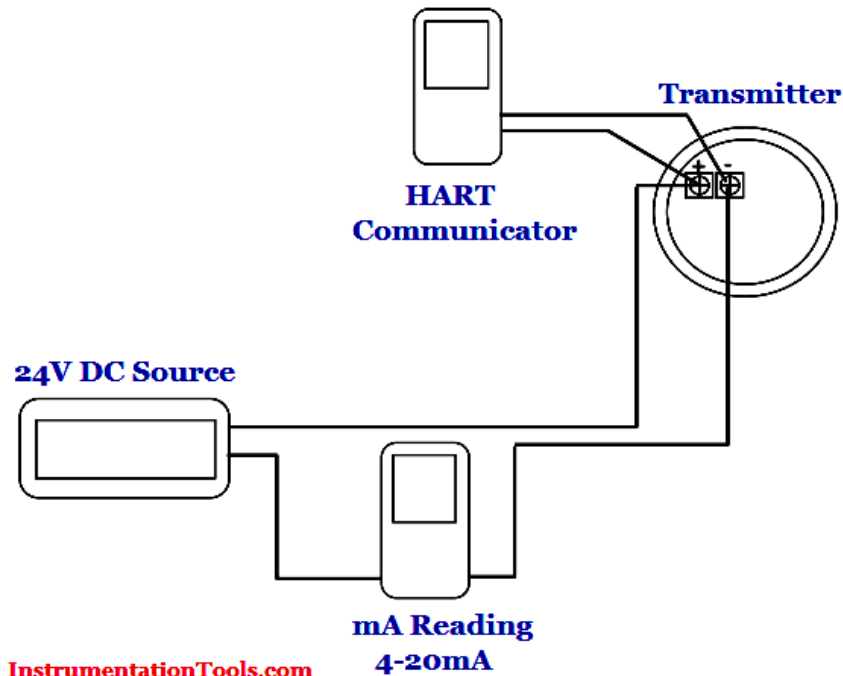 Transmitter
+ -
HART
Communicator
24V DC Source
mA Reading
4-20mA
InstrumentationTools.com